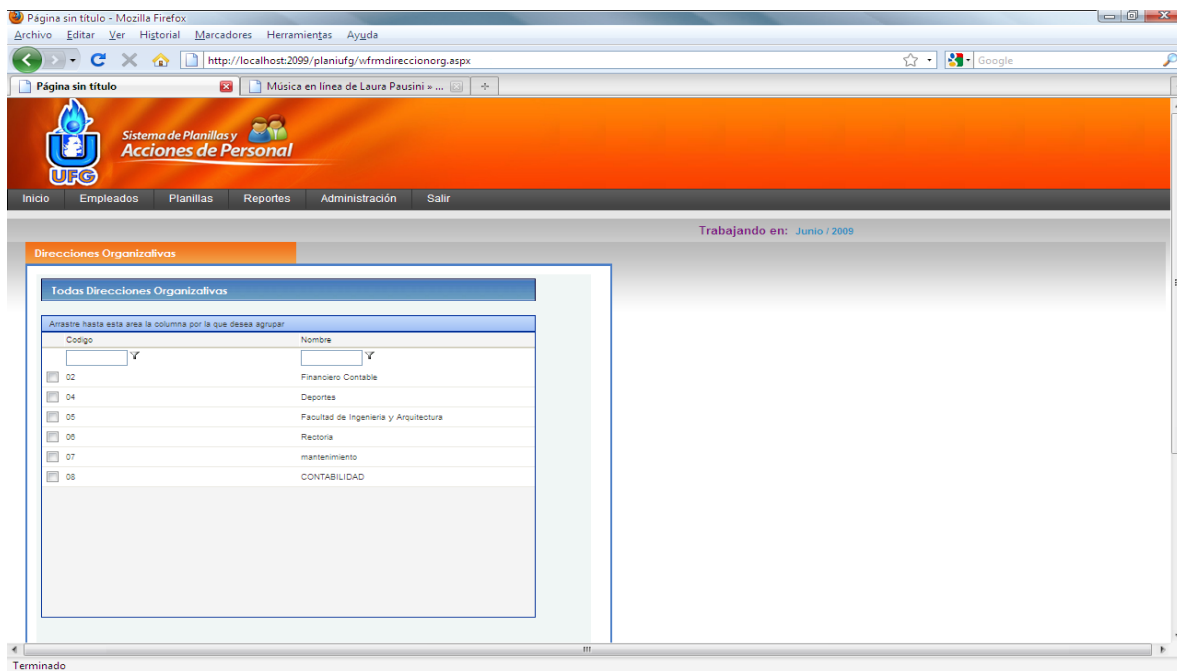 Página sin título - Mozilla Firefox
Archivo Editar Ver Historial Marcadores Herramientas Ayuda
http://localhost:2099/planiufg/wfrmdireccionorg.aspx Google
Página sin título Música en línea de Laura Pausini » ...
Sistema de Planillas y
Acciones de Personal
UFG
Inicio Empleados Planillas Reportes Administración Salir
Trabajando en: Junio / 2009
Direcciones Organizativas
Todas Direcciones Organizativas
Arrastre hasta esta area la columna por la que desea agrupar
Codigo Nombre
02 Financiero Contable
04 Deportes
05 Facultad de Ingenieria y Arquitectura
06 Rectoria
07 mantenimiento
08 CONTABILIDAD
Terminado